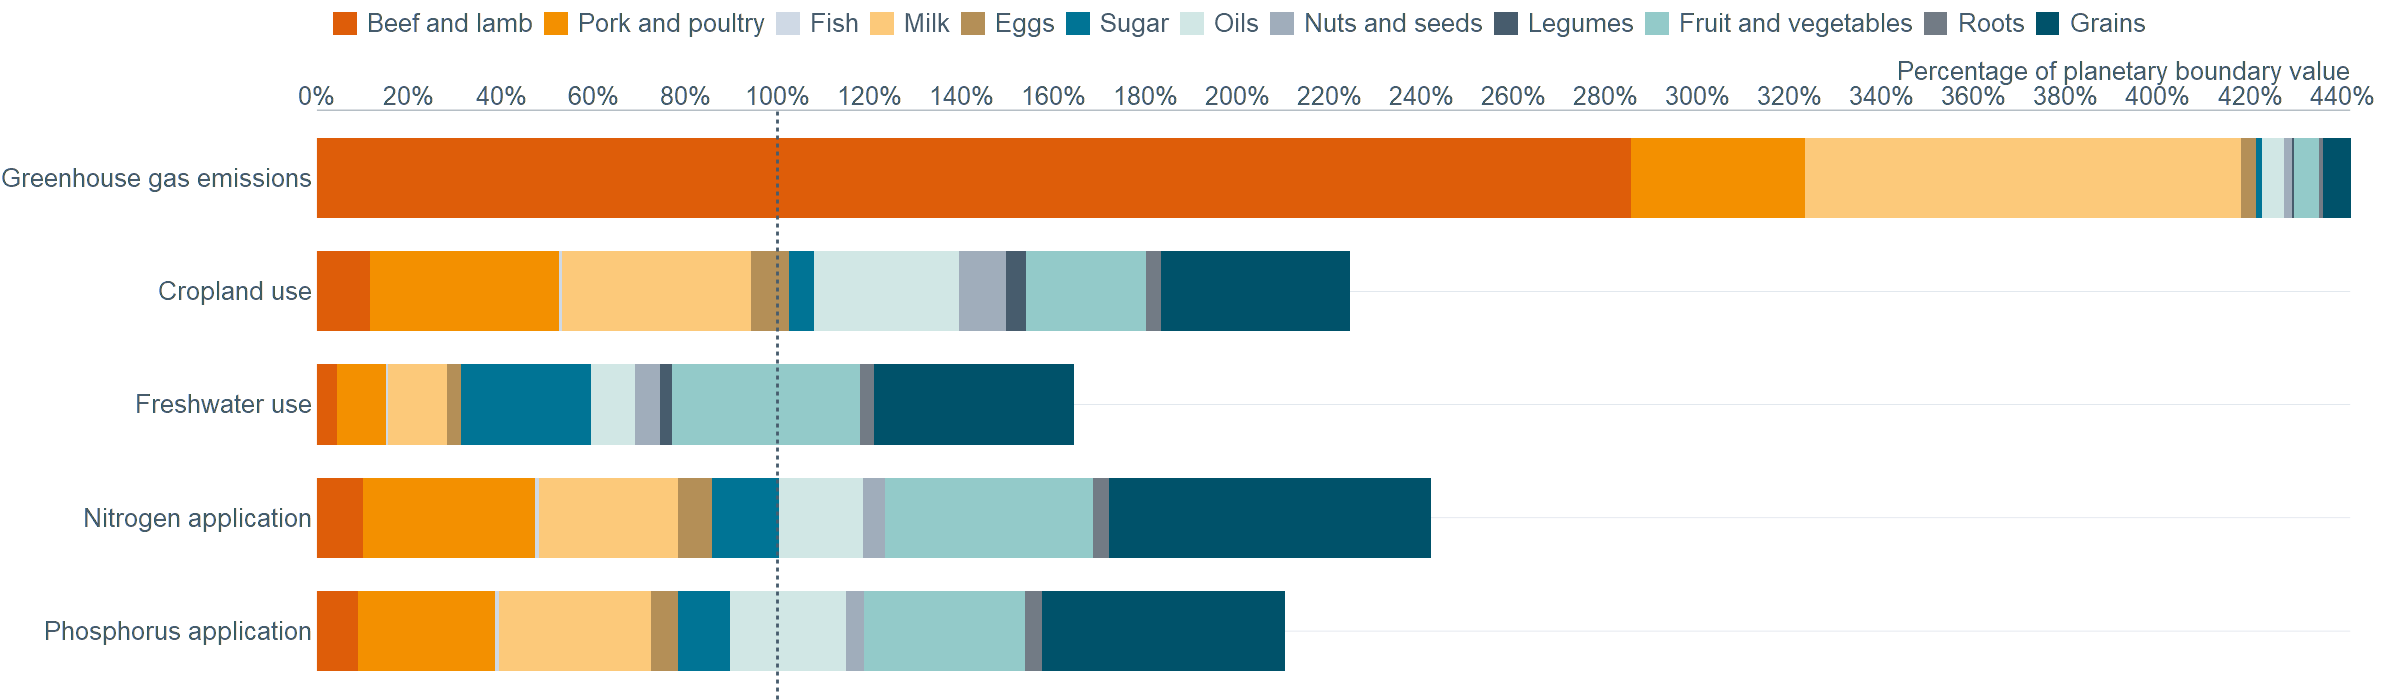 Beef and lamb Pork and poultry Fish Milk Eggs Sugar Oils Nuts and seeds Legumes Fruit and vegetables Roots Grains
Percentage of planetary boundary value
0% 20% 40% 60% 80% 100% 120% 140% 160% 180% 200% 220% 240% 260% 280% 300% 320% 340% 360% 380% 400% 420% 440%
Greenhouse gas emissions
Cropland use
Freshwater use
Nitrogen application
Phosphorus application